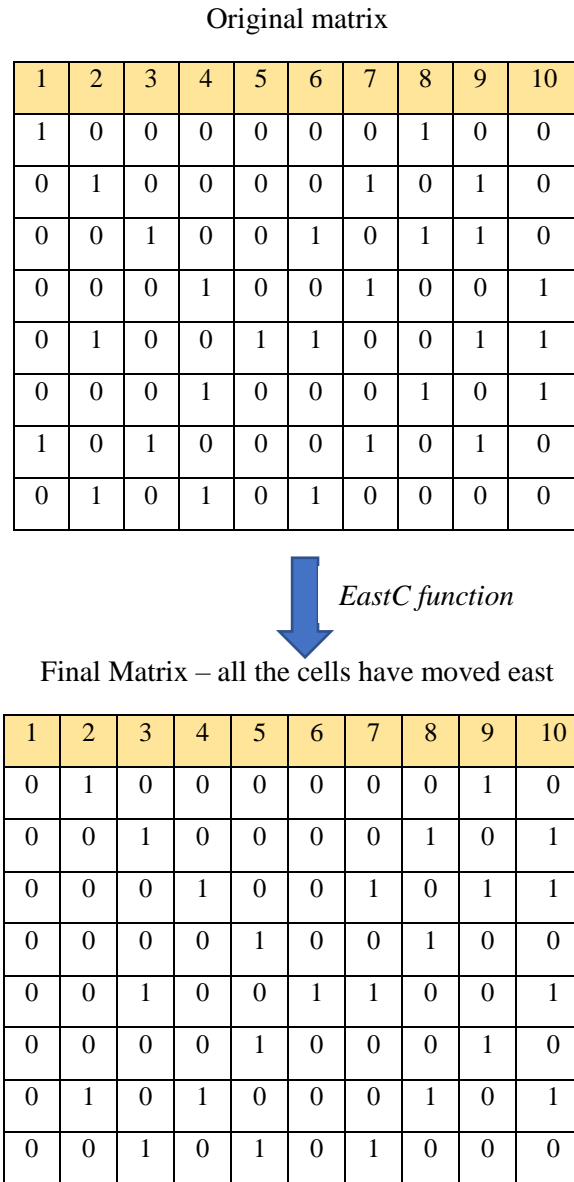 Original matrix
1 2 3 4 5 6 7 8 9 10
1 0 0 0 0 0 0 1 0 0
0 1 0 0 0 0 1 0 1 0
0 0 1 0 0 1 0 1 1 0
0 0 0 1 0 0 1 0 0 1
0 1 0 0 1 1 0 0 1 1
0 0 0 1 0 0 0 1 0 1
1 0 1 0 0 0 1 0 1 0
0 1 0 1 0 1 0 0 0 0
EastC function
Final Matrix – all the cells have moved east
1 2 3 4 5 6 7 8 9 10
0 1 0 0 0 0 0 0 1 0
0 0 1 0 0 0 0 1 0 1
0 0 0 1 0 0 1 0 1 1
0 0 0 0 1 0 0 1 0 0
0 0 1 0 0 1 1 0 0 1
0 0 0 0 1 0 0 0 1 0
0 1 0 1 0 0 0 1 0 1
0 0 1 0 1 0 1 0 0 0